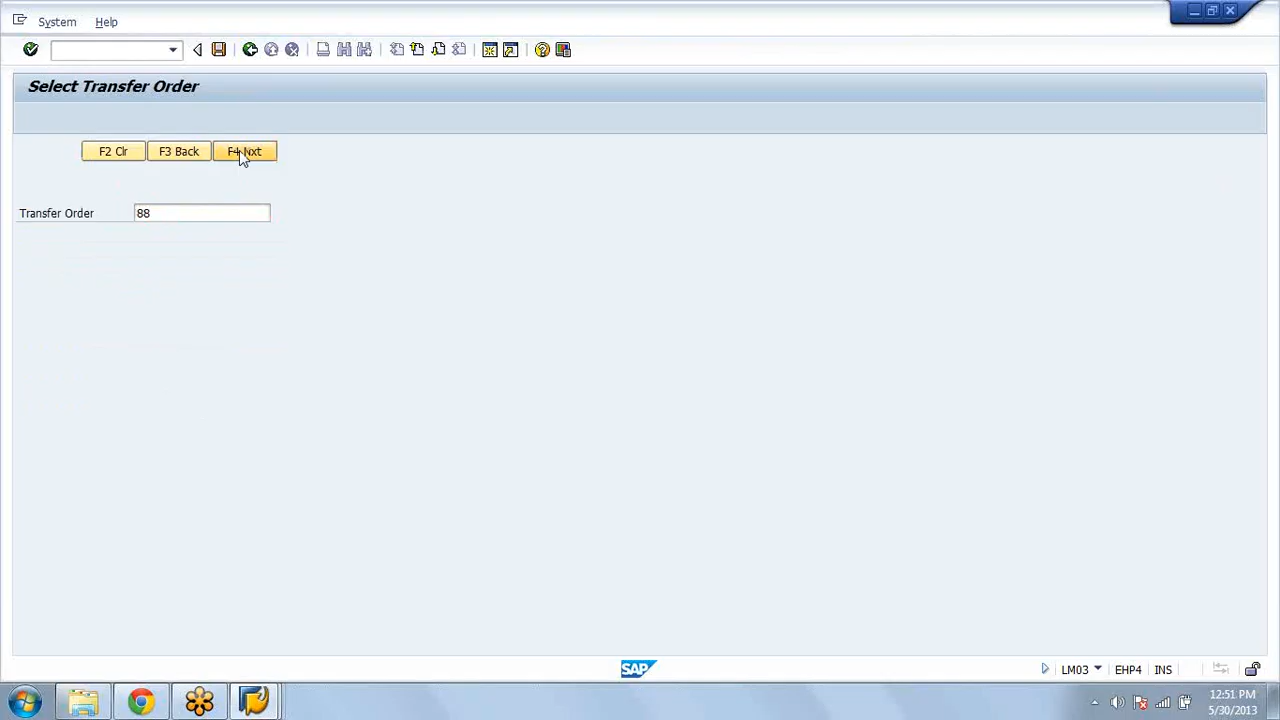 System Help
Select Transfer Order
F2 Clr F3 Back F4 Nxt
Transfer Order 88
SAP LM03 EHP4 INS
12:51 PM
5/30/2013